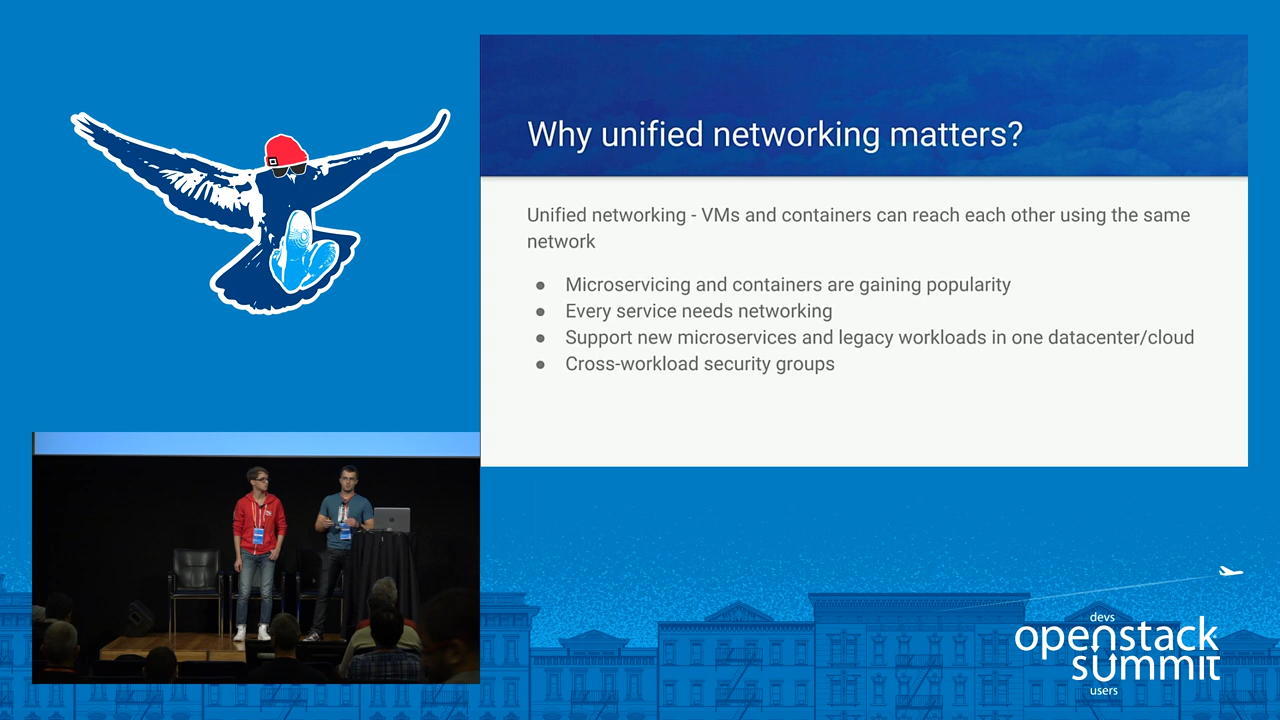 Why unified networking matters?
Unified networking - VMs and containers can reach each other using the same
network
● Microservicing and containers are gaining popularity
● Every service needs networking
● Support new microservices and legacy workloads in one datacenter/cloud
● Cross-workload security groups
devs
openstack
summit
users